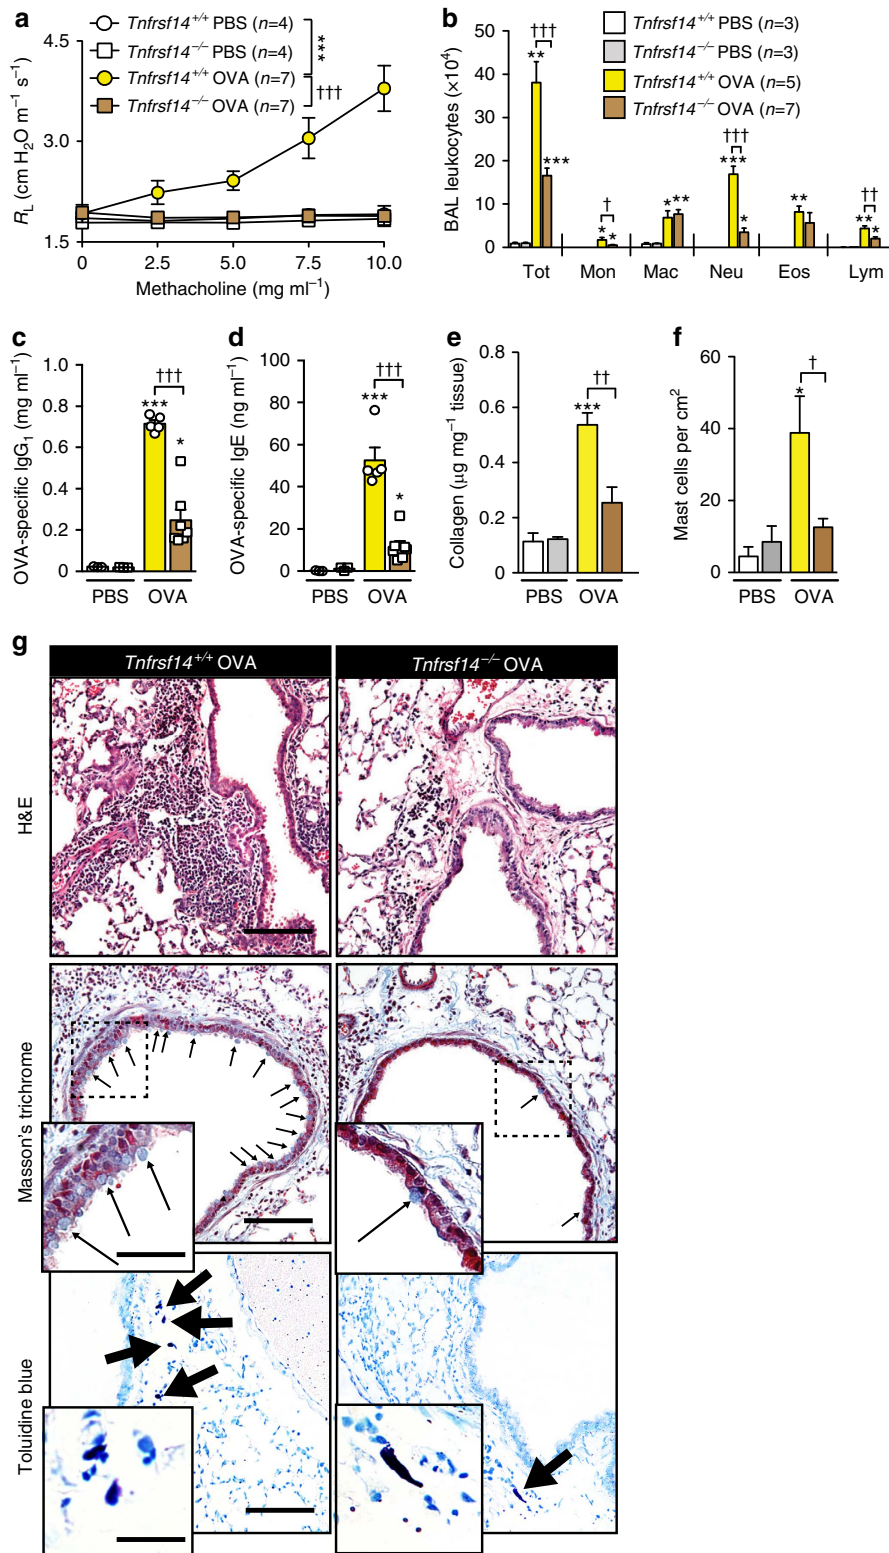 a
Tnfrsf14+/+ PBS (n=4)
Tnfrsf14−/− PBS (n=4)
Tnfrsf14+/+ OVA (n=7)
Tnfrsf14−/− OVA (n=7)
***
†††
RL (cm H2O m−1 s−1)
4.5
3.0
1.5
0 2.5 5.0 7.5 10.0
Methacholine (mg ml−1)
b
Tnfrsf14+/+ PBS (n=3)
Tnfrsf14−/− PBS (n=3)
Tnfrsf14+/+ OVA (n=5)
Tnfrsf14−/− OVA (n=7)
BAL leukocytes (×104)
50
40
30
20
10
0
††† ** ***
† * *
* **
††† *** *
**
†† ** *
Tot Mon Mac Neu Eos Lym
c
OVA-specific IgG1 (mg ml−1)
1.0
0.8
0.6
0.4
0.2
0
†††
***
*
PBS OVA
d
OVA-specific IgE (ng ml−1)
100
80
60
40
20
0
†††
***
*
PBS OVA
e
Collagen (μg mg−1 tissue)
0.8
0.6
0.4
0.2
0
††
***
PBS OVA
f
Mast cells per cm2
60
40
20
0
†
*
PBS OVA
g
Tnfrsf14+/+ OVA Tnfrsf14−/− OVA
H&E
Masson's trichrome
Toluidine blue